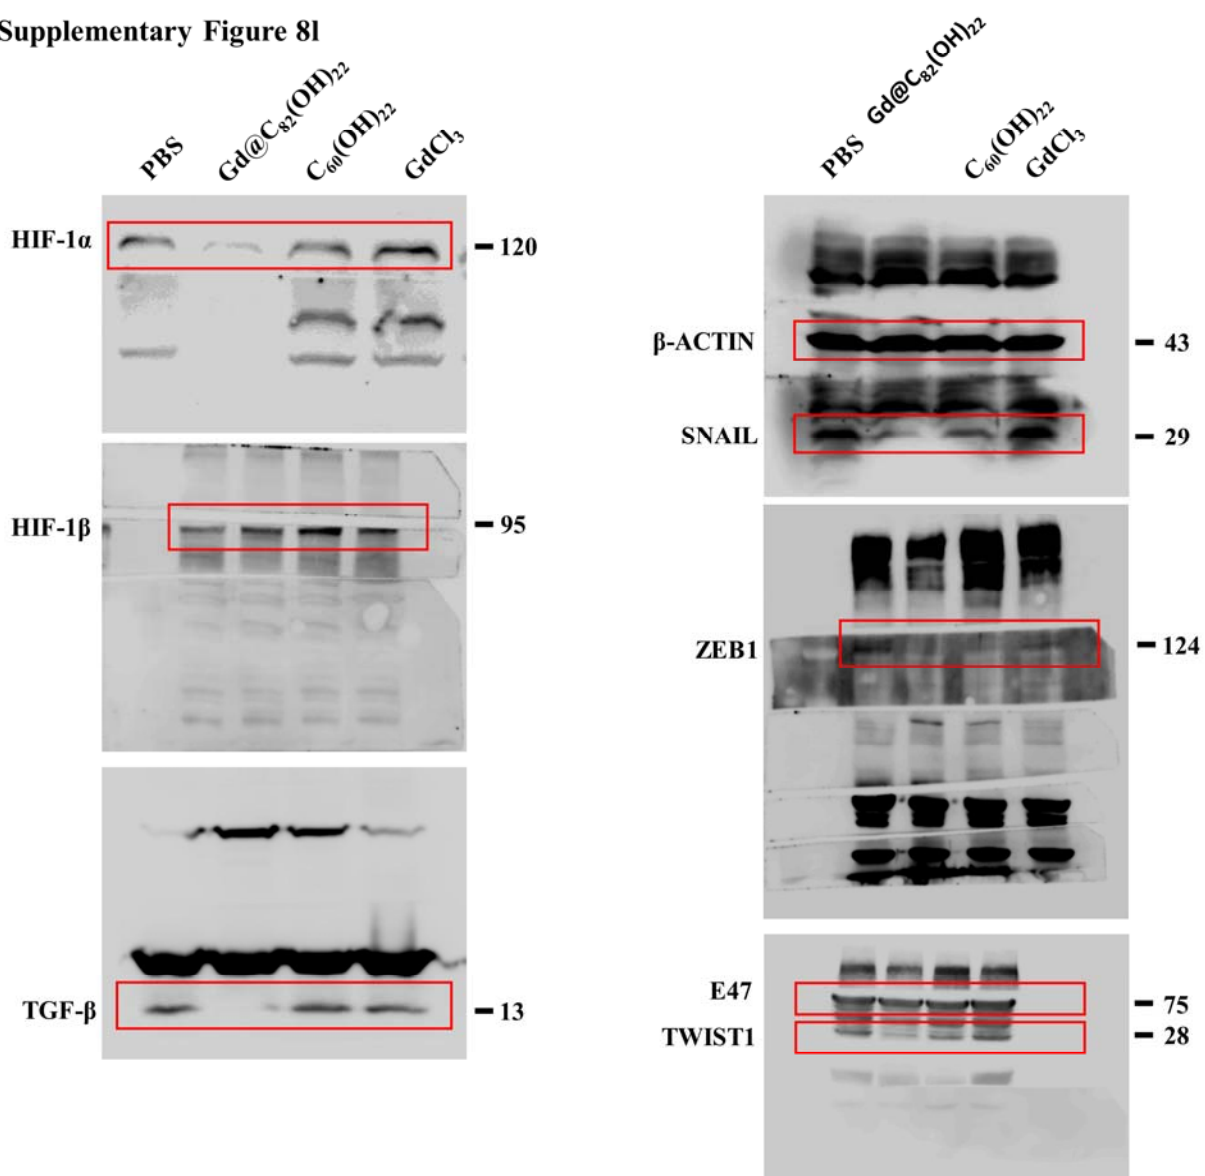 Supplementary Figure 8l
PBS
Gd@C₈₂(OH)₂₂
C₆₀(OH)₂₂
GdCl₃
HIF-1α
120
HIF-1β
95
TGF-β
13
PBS
Gd@C₈₂(OH)₂₂
C₆₀(OH)₂₂
GdCl₃
β-ACTIN
43
SNAIL
29
ZEB1
124
E47
75
TWIST1
28